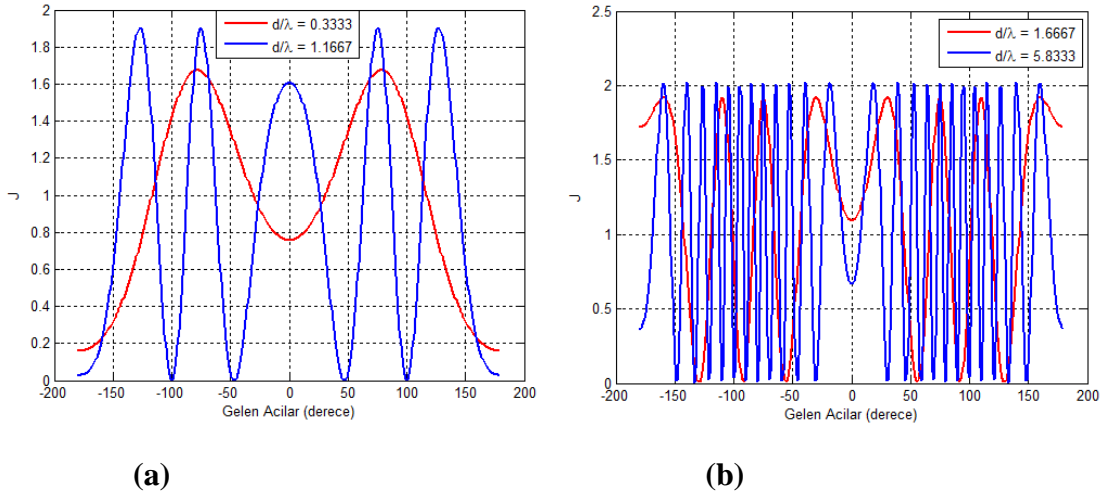 d/λ = 0.3333
d/λ = 1.1667
2
1.8
1.6
1.4
1.2
1
0.8
0.6
0.4
0.2
0
J
-200 -150 -100 -50 0 50 100 150 200
Gelen Acilar (derece)
(a)
d/λ = 1.6667
d/λ = 5.8333
2.5
2
1.5
1
0.5
0
J
-200 -150 -100 -50 0 50 100 150 200
Gelen Acilar (derece)
(b)